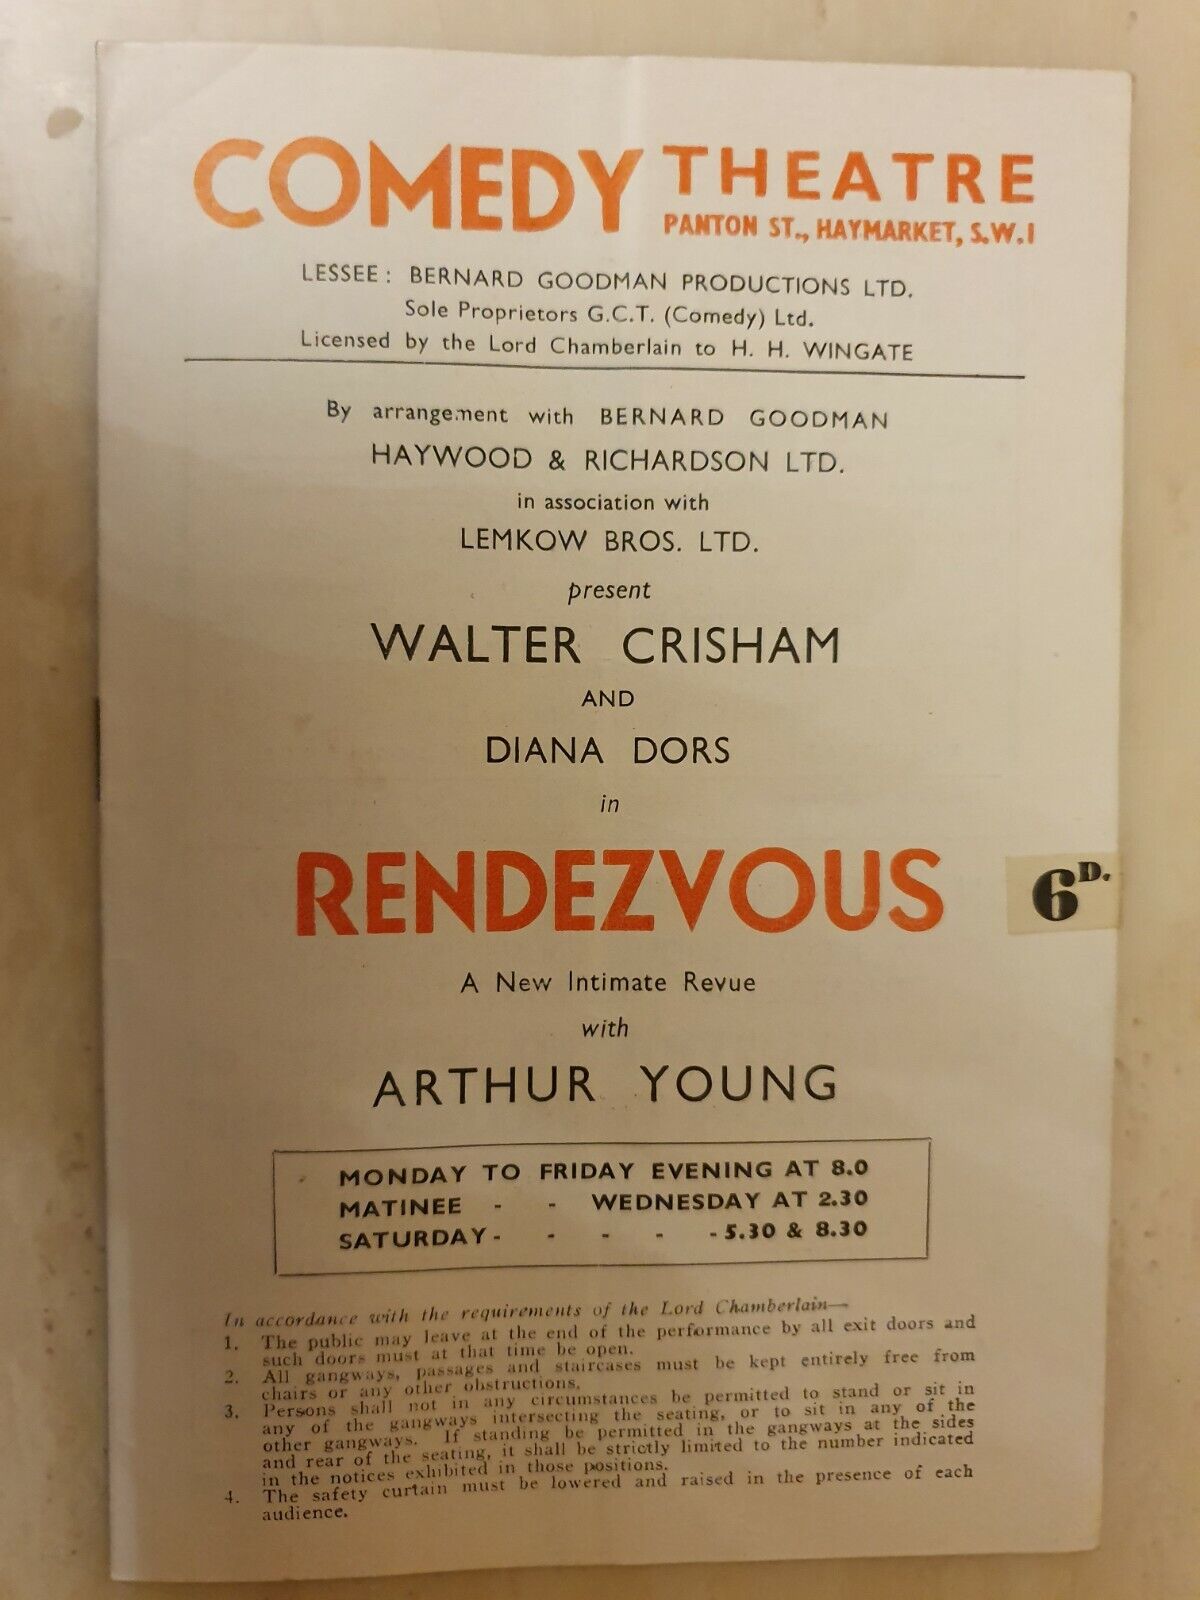 COMEDY THEATRE
PANTON ST., HAYMARKET, S.W.1
LESSEE: BERNARD GOODMAN PRODUCTIONS LTD.
Sole Proprietors G.C.T. (Comedy) Ltd.
Licensed by the Lord Chamberlain to H. H. WINGATE
By arrangement with BERNARD GOODMAN
HAYWOOD & RICHARDSON LTD.
in association with
LEMKOW BROS. LTD.
present
WALTER CRISHAM
AND
DIANA DORS
in
RENDEZVOUS
6D.
A New Intimate Revue
with
ARTHUR YOUNG
MONDAY TO FRIDAY EVENING AT 8.0
MATINEE - - WEDNESDAY AT 2.30
SATURDAY - - - - - 5.30 & 8.30
In accordance with the requirements of the Lord Chamberlain—
1. The public may leave at the end of the performance by all exit doors and
such doors must at that time be open.
2. All gangways, passages and staircases must be kept entirely free from
chairs or any other obstructions.
3. Persons shall not in any circumstances be permitted to stand or sit in
any of the gangways intersecting the seating, or to sit in any of the
other gangways. If standing be permitted in the gangways at the sides
and rear of the seating, it shall be strictly limited to the number indicated
in the notices exhibited in those positions.
4. The safety curtain must be lowered and raised in the presence of each
audience.